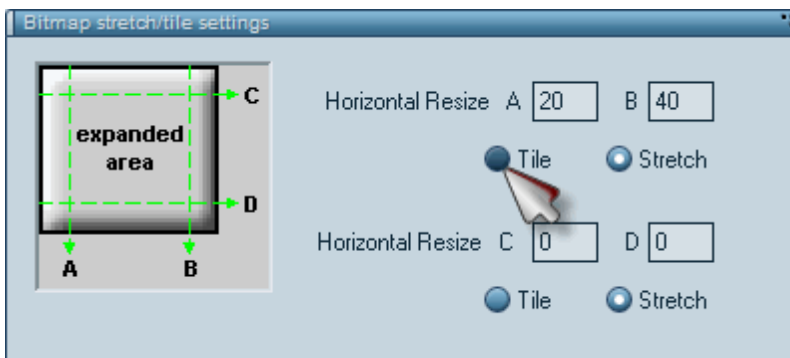 Bitmap stretch/tile settings
C
expanded
area
D
A
B
Horizontal Resize A 20 B 40
Tile Stretch
Horizontal Resize C 0 D 0
Tile Stretch